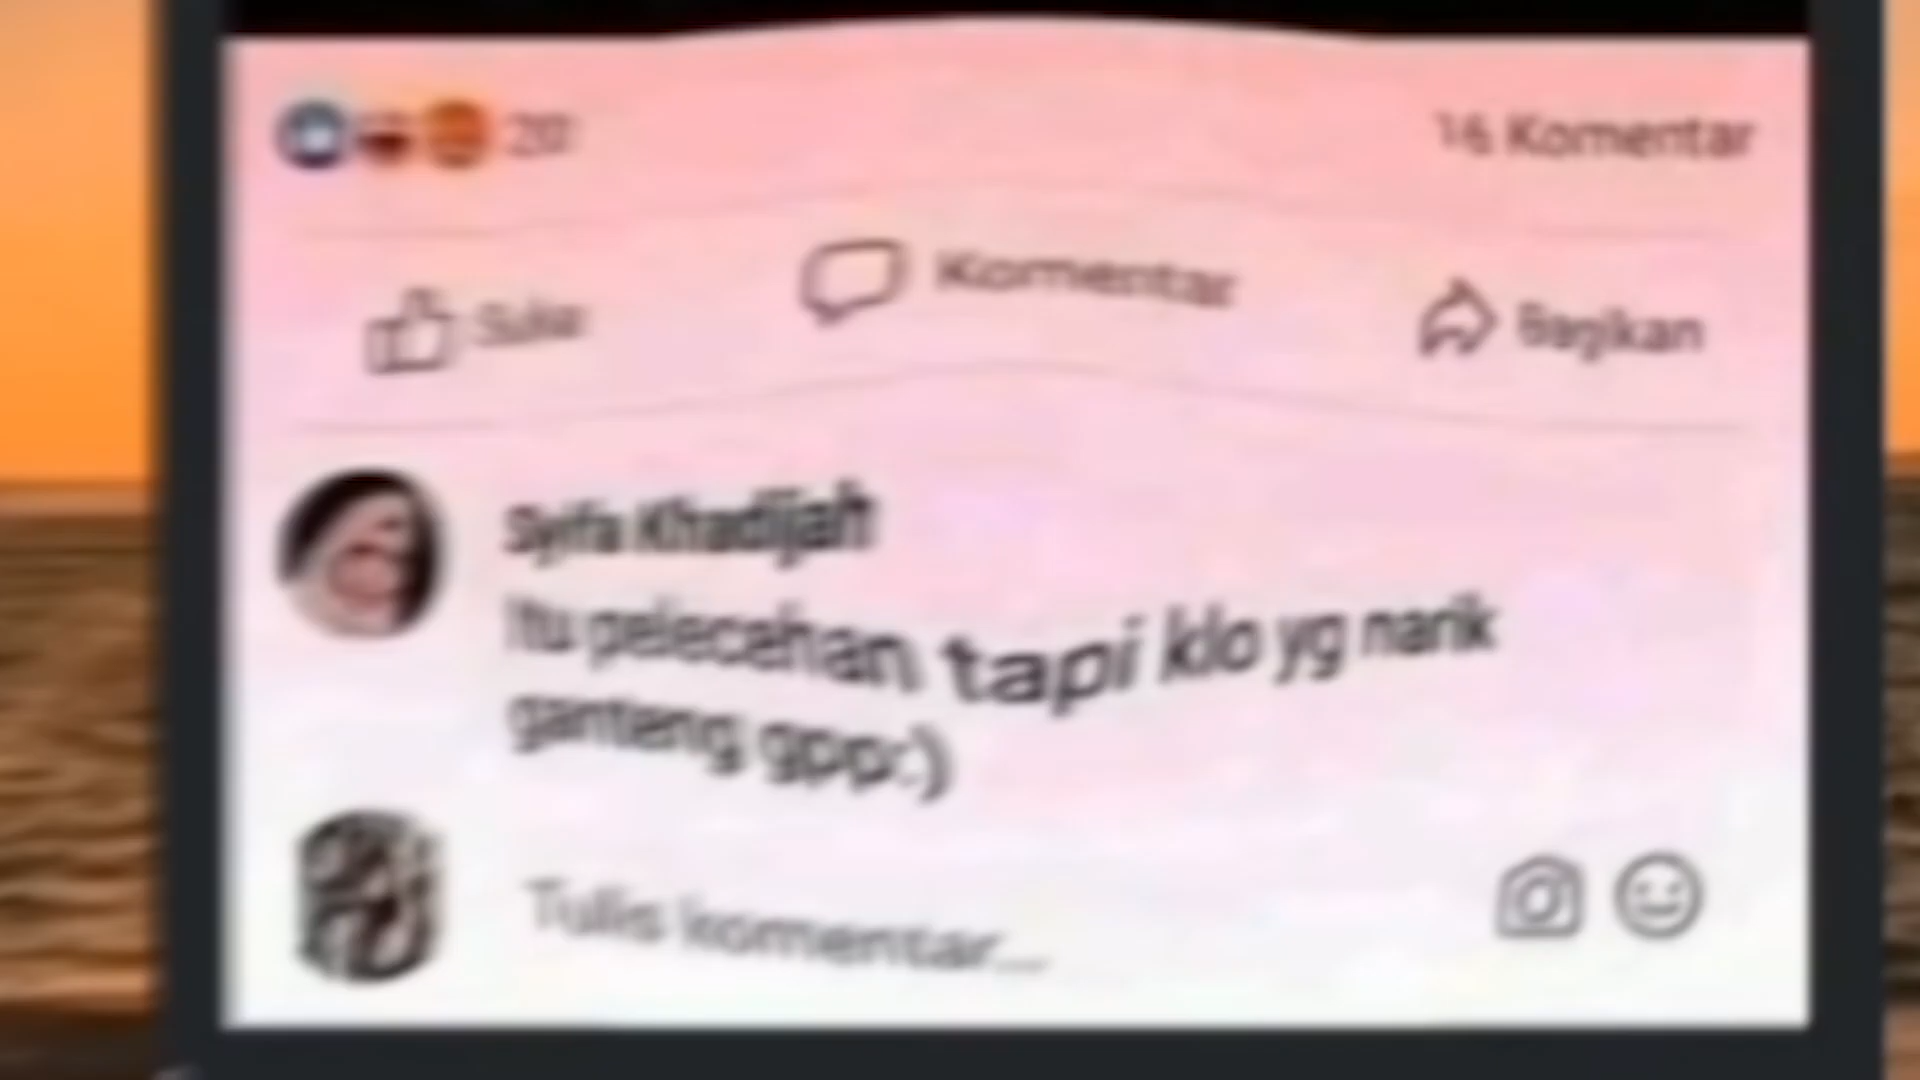 20
16 Komentar
Suka
Komentar
Bagikan
Syifa Khadijah
Itu pelecehan tapi klo yg narik
ganteng gpp:)
Tulis komentar...